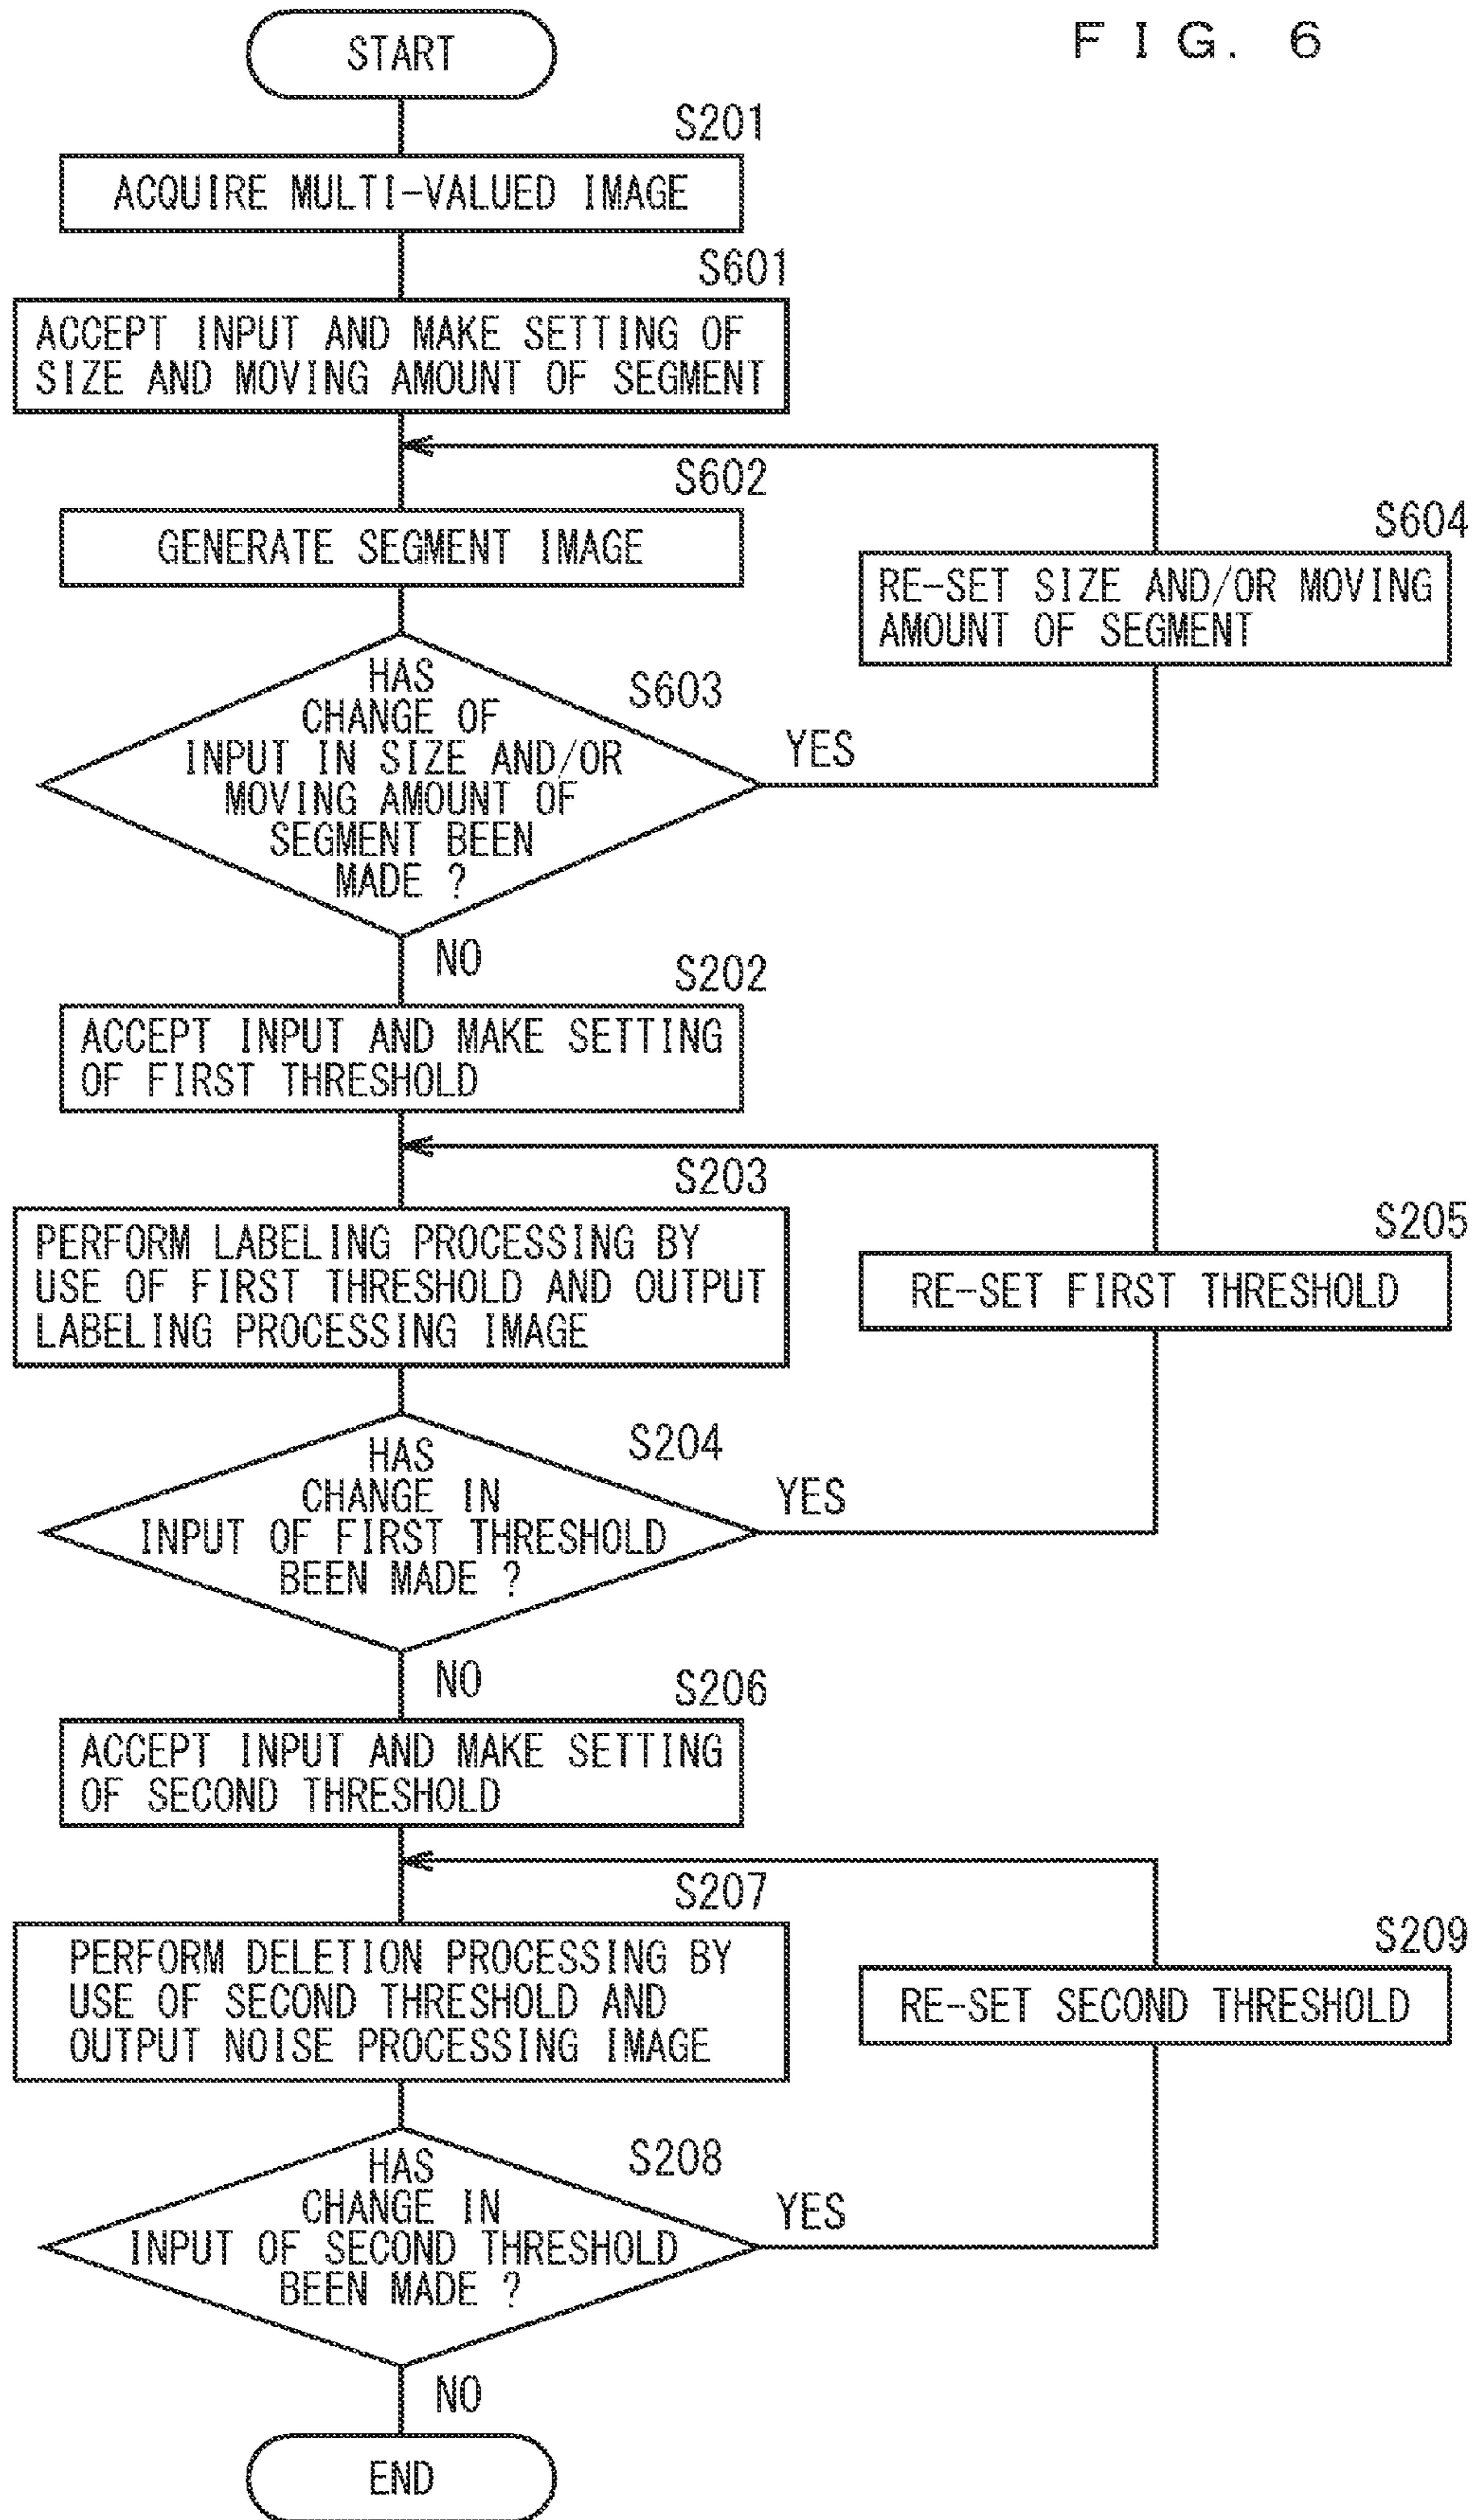 FIG. 6
START
S201
ACQUIRE MULTI-VALUED IMAGE
S601
ACCEPT INPUT AND MAKE SETTING OF
SIZE AND MOVING AMOUNT OF SEGMENT
S602
GENERATE SEGMENT IMAGE
S604
RE-SET SIZE AND/OR MOVING
AMOUNT OF SEGMENT
S603
HAS
CHANGE OF
INPUT IN SIZE AND/OR
MOVING AMOUNT OF
SEGMENT BEEN
MADE ?
YES
NO
S202
ACCEPT INPUT AND MAKE SETTING
OF FIRST THRESHOLD
S203
PERFORM LABELING PROCESSING BY
USE OF FIRST THRESHOLD AND OUTPUT
LABELING PROCESSING IMAGE
S205
RE-SET FIRST THRESHOLD
S204
HAS
CHANGE IN
INPUT OF FIRST THRESHOLD
BEEN MADE ?
YES
NO
S206
ACCEPT INPUT AND MAKE SETTING
OF SECOND THRESHOLD
S207
PERFORM DELETION PROCESSING BY
USE OF SECOND THRESHOLD AND
OUTPUT NOISE PROCESSING IMAGE
S209
RE-SET SECOND THRESHOLD
S208
HAS
CHANGE IN
INPUT OF SECOND THRESHOLD
BEEN MADE ?
YES
NO
END